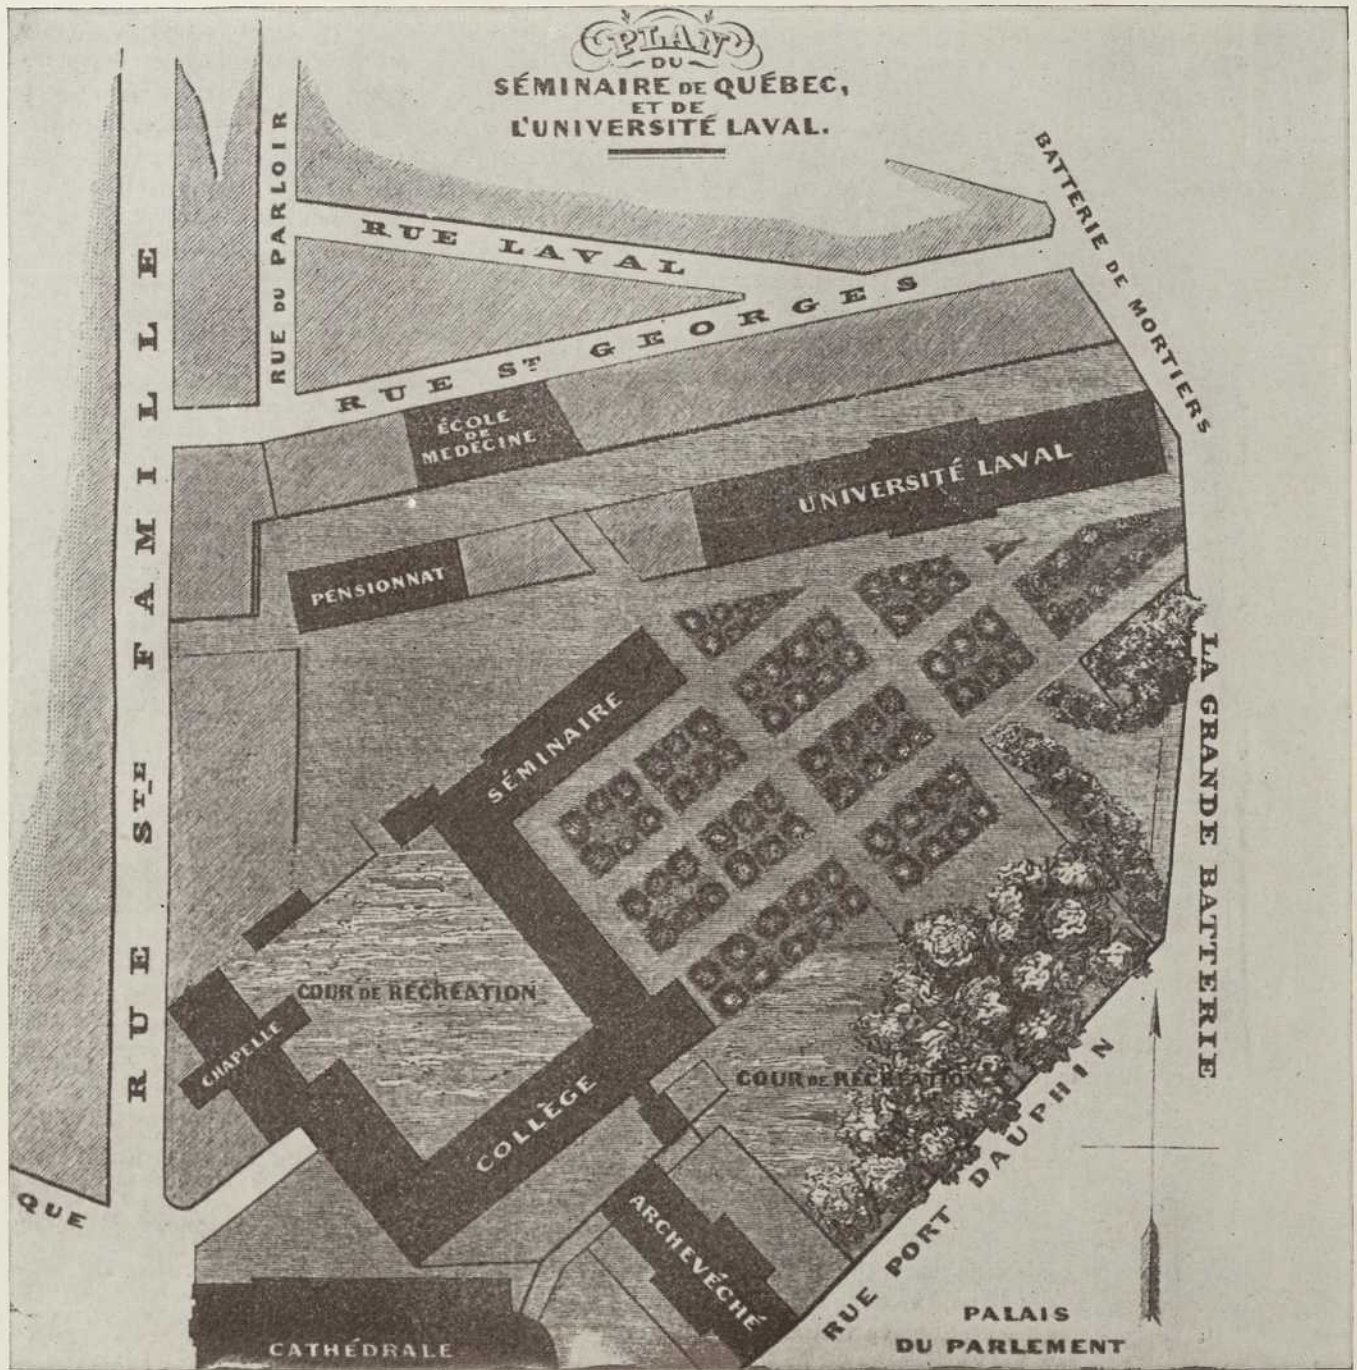 PLAN
DU
SÉMINAIRE DE QUÉBEC,
ET DE
L'UNIVERSITÉ LAVAL.
BATTERIE DE MORTIERS
RUE DU PARLOIR
RUE LAVAL
RUE ST GEORGES
RUE STE FAMILLE
ÉCOLE
DE
MEDECINE
UNIVERSITÉ LAVAL
PENSIONNAT
SÉMINAIRE
LA GRANDE BATTERIE
COUR DE RÉCRÉATION
CHAPELLE
COLLÈGE
COUR DE RÉCRÉATION
QUE
ARCHEVÉCHÉ
RUE PORT DAUPHIN
CATHÉDRALE
PALAIS
DU PARLEMENT